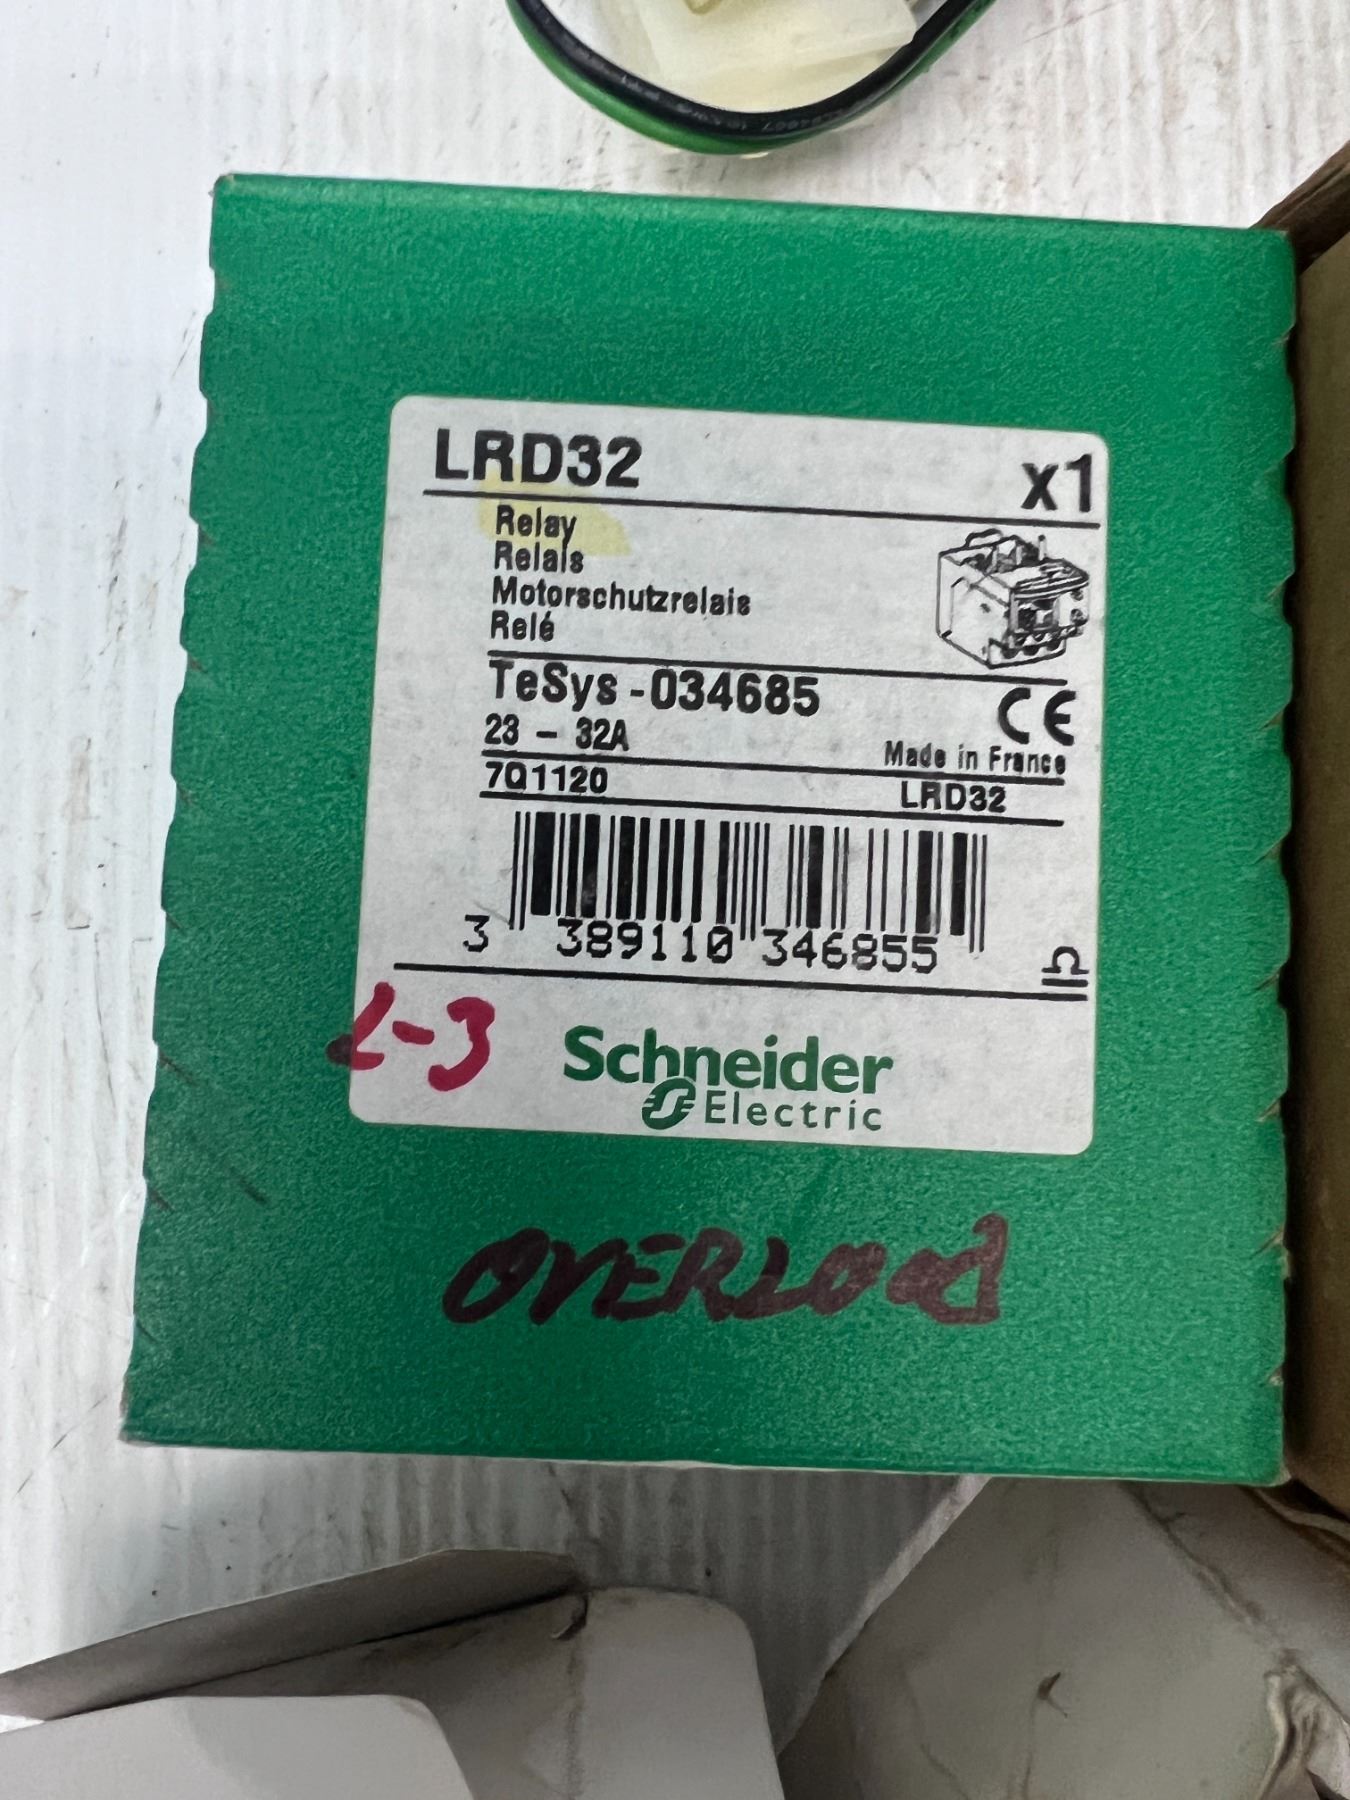 LRD32 x1
Relay
Relais
Motorschutzrelais
Relé
TeSys-034685
CE
23 - 32A
Made in France
7Q1120 LRD32
3 389110 346855
L-3
Schneider
Electric
OVERLOAD